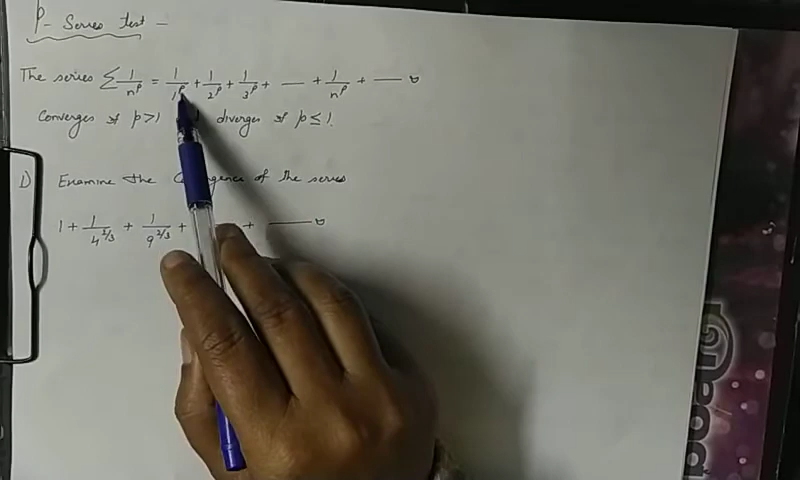 P- Series test -
The series ∑ 1/n^p = 1/1^p + 1/2^p + 1/3^p + — + 1/n^p + — ∞
Converges if p>1 diverges if p ≤ 1.
1) Examine the of the series
1 + 1/4^2/3 + 1/9^2/3 + + — ∞
board